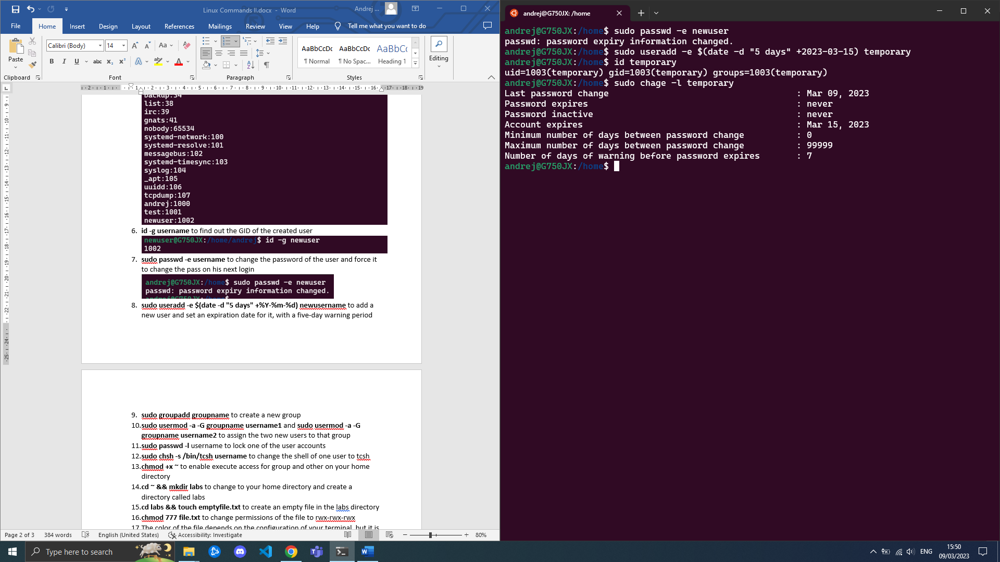 Linux Commands II.docx - Word
Andrej ...
File Home Insert Design Layout References Mailings Review View Help Tell me what you want to do
Paste
Calibri (Body) 14
Clipboard Font Paragraph Styles
AaBbCcDc AaBbCcDc AaBbCc
¶ Normal ¶ No Spac... Heading 1
Editing
backup:34
list:38
irc:39
gnats:41
nobody:65534
systemd-network:100
systemd-resolve:101
messagebus:102
systemd-timesync:103
syslog:104
_apt:105
uuidd:106
tcpdump:107
andrej:1000
test:1001
newuser:1002
6. id -g username to find out the GID of the created user
newuser@G750JX:/home/andrej$ id -g newuser
1002
7. sudo passwd -e username to change the password of the user and force it
to change the pass on his next login
andrej@G750JX:/home$ sudo passwd -e newuser
passwd: password expiry information changed.
andrej@G750JX:/home$
8. sudo useradd -e $(date -d "5 days" +%Y-%m-%d) newusername to add a
new user and set an expiration date for it, with a five-day warning period
9. sudo groupadd groupname to create a new group
10.sudo usermod -a -G groupname username1 and sudo usermod -a -G
groupname username2 to assign the two new users to that group
11.sudo passwd -l username to lock one of the user accounts
12.sudo chsh -s /bin/tcsh username to change the shell of one user to tcsh
13.chmod +x ~ to enable execute access for group and other on your home
directory
14.cd ~ && mkdir labs to change to your home directory and create a
directory called labs
15.cd labs && touch emptyfile.txt to create an empty file in the labs directory
16.chmod 777 file.txt to change permissions of the file to rwx-rwx-rwx
17.The color of the file depends on the configuration of your terminal, but it is
Page 2 of 3 384 words English (United States) Accessibility: Investigate 80%
andrej@G750JX: /home
andrej@G750JX:/home$ sudo passwd -e newuser
passwd: password expiry information changed.
andrej@G750JX:/home$ sudo useradd -e $(date -d "5 days" +2023-03-15) temporary
andrej@G750JX:/home$ id temporary
uid=1003(temporary) gid=1003(temporary) groups=1003(temporary)
andrej@G750JX:/home$ sudo chage -l temporary
Last password change : Mar 09, 2023
Password expires : never
Password inactive : never
Account expires : Mar 15, 2023
Minimum number of days between password change : 0
Maximum number of days between password change : 99999
Number of days of warning before password expires : 7
andrej@G750JX:/home$
Type here to search
ENG
15:50
09/03/2023